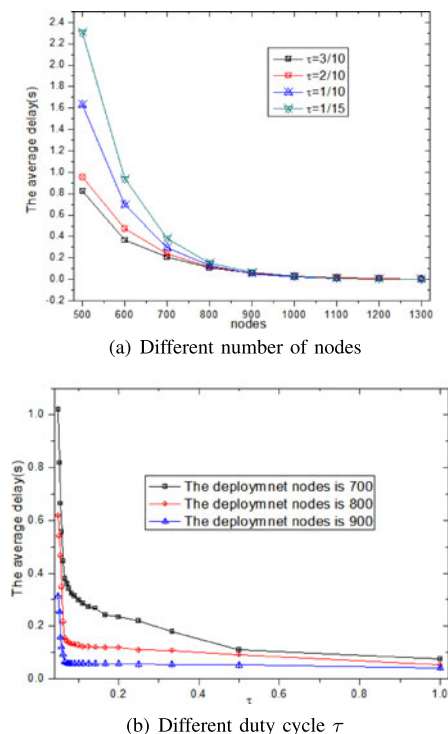 2.4
2.2
2.0
1.8
1.6
1.4
1.2
1.0
0.8
0.6
0.4
0.2
0.0
-0.2
The average delay(s)
τ=3/10
τ=2/10
τ=1/10
τ=1/15
500 600 700 800 900 1000 1100 1200 1300
nodes
(a) Different number of nodes
1.0
0.8
0.6
0.4
0.2
0.0
The average delay(s)
The deploymnet nodes is 700
The deploymnet nodes is 800
The deploymnet nodes is 900
0.2 0.4 0.6 0.8 1.0
τ
(b) Different duty cycle τ